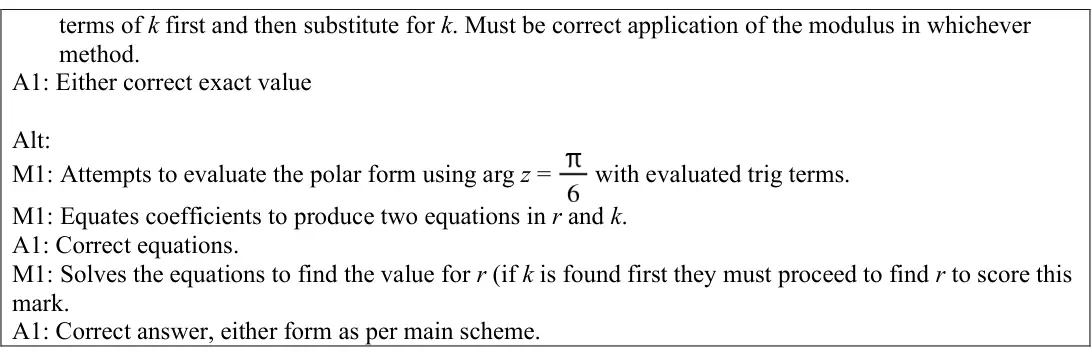 terms of k first and then substitute for k. Must be correct application of the modulus in whichever
method.
A1: Either correct exact value
Alt:
M1: Attempts to evaluate the polar form using arg z = π/6 with evaluated trig terms.
M1: Equates coefficients to produce two equations in r and k.
A1: Correct equations.
M1: Solves the equations to find the value for r (if k is found first they must proceed to find r to score this
mark.
A1: Correct answer, either form as per main scheme.